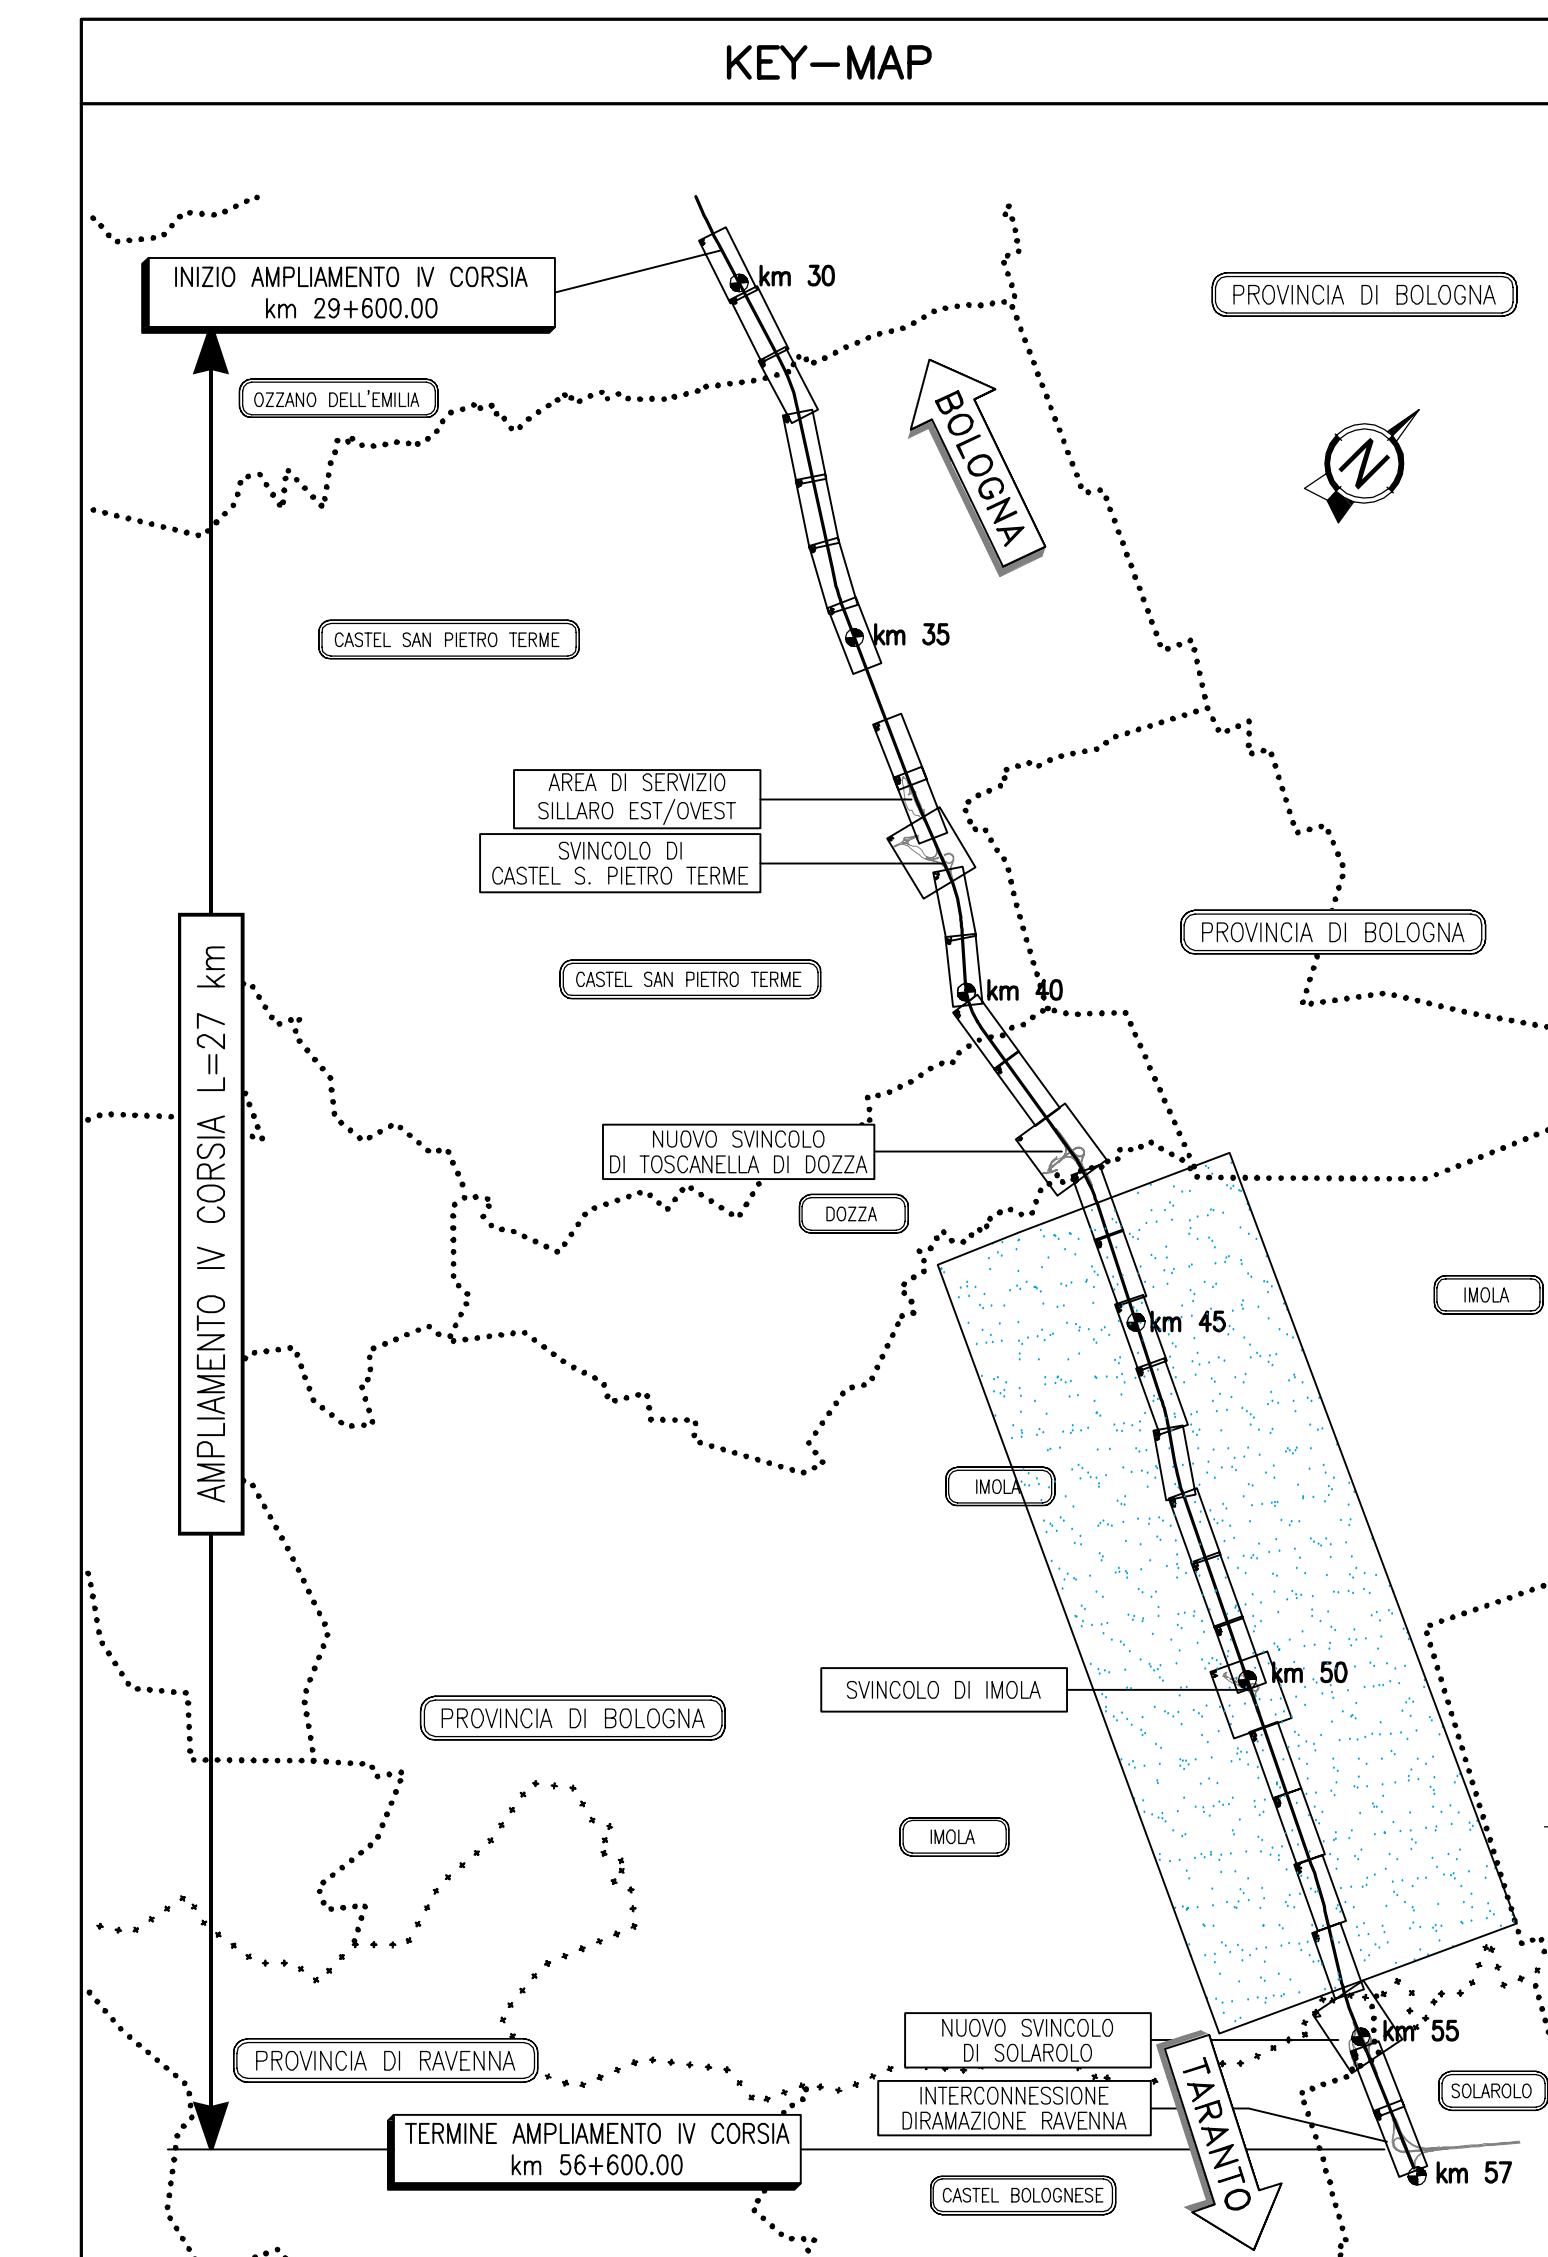 KEY-MAP
INIZIO AMPLIAMENTO IV CORSIA
km 29+600.00
km 30
PROVINCIA DI BOLOGNA
OZZANO DELL'EMILIA
BOLOGNA
N
CASTEL SAN PIETRO TERME
km 35
AREA DI SERVIZIO
SILLARO EST/OVEST
SVINCOLO DI
CASTEL S. PIETRO TERME
PROVINCIA DI BOLOGNA
CASTEL SAN PIETRO TERME
km 40
AMPLIAMENTO IV CORSIA L=27 km
NUOVO SVINCOLO
DI TOSCANELLA DI DOZZA
DOZZA
IMOLA
km 45
IMOLA
SVINCOLO DI IMOLA
km 50
PROVINCIA DI BOLOGNA
IMOLA
NUOVO SVINCOLO
DI SOLAROLO
km 55
PROVINCIA DI RAVENNA
INTERCONNESSIONE
DIRAMAZIONE RAVENNA
SOLAROLO
TARANTO
TERMINE AMPLIAMENTO IV CORSIA
km 56+600.00
km 57
CASTEL BOLOGNESE